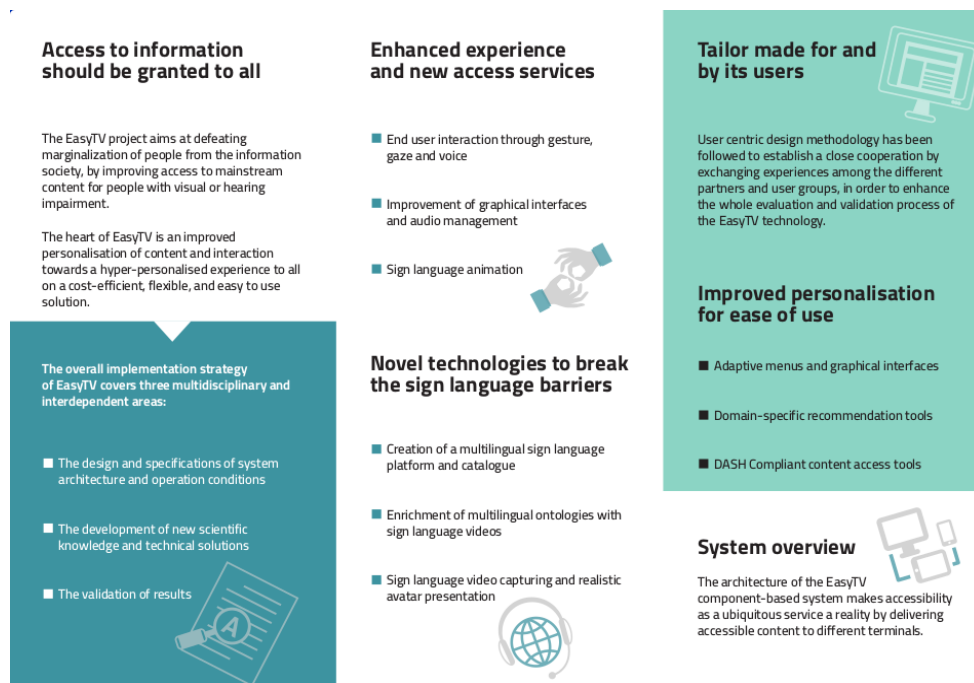 Access to information
should be granted to all
The EasyTV project aims at defeating
marginalization of people from the information
society, by improving access to mainstream
content for people with visual or hearing
impairment.
The heart of EasyTV is an improved
personalisation of content and interaction
towards a hyper-personalised experience to all
on a cost-efficient, flexible, and easy to use
solution.
The overall implementation strategy
of EasyTV covers three multidisciplinary and
interdependent areas:
The design and specifications of system
architecture and operation conditions
The development of new scientific
knowledge and technical solutions
The validation of results
A
Enhanced experience
and new access services
End user interaction through gesture,
gaze and voice
Improvement of graphical interfaces
and audio management
Sign language animation
Novel technologies to break
the sign language barriers
Creation of a multilingual sign language
platform and catalogue
Enrichment of multilingual ontologies with
sign language videos
Sign language video capturing and realistic
avatar presentation
Tailor made for and
by its users
User centric design methodology has been
followed to establish a close cooperation by
exchanging experiences among the different
partners and user groups, in order to enhance
the whole evaluation and validation process of
the EasyTV technology.
Improved personalisation
for ease of use
Adaptive menus and graphical interfaces
Domain-specific recommendation tools
DASH Compliant content access tools
System overview
The architecture of the EasyTV
component-based system makes accessibility
as a ubiquitous service a reality by delivering
accessible content to different terminals.